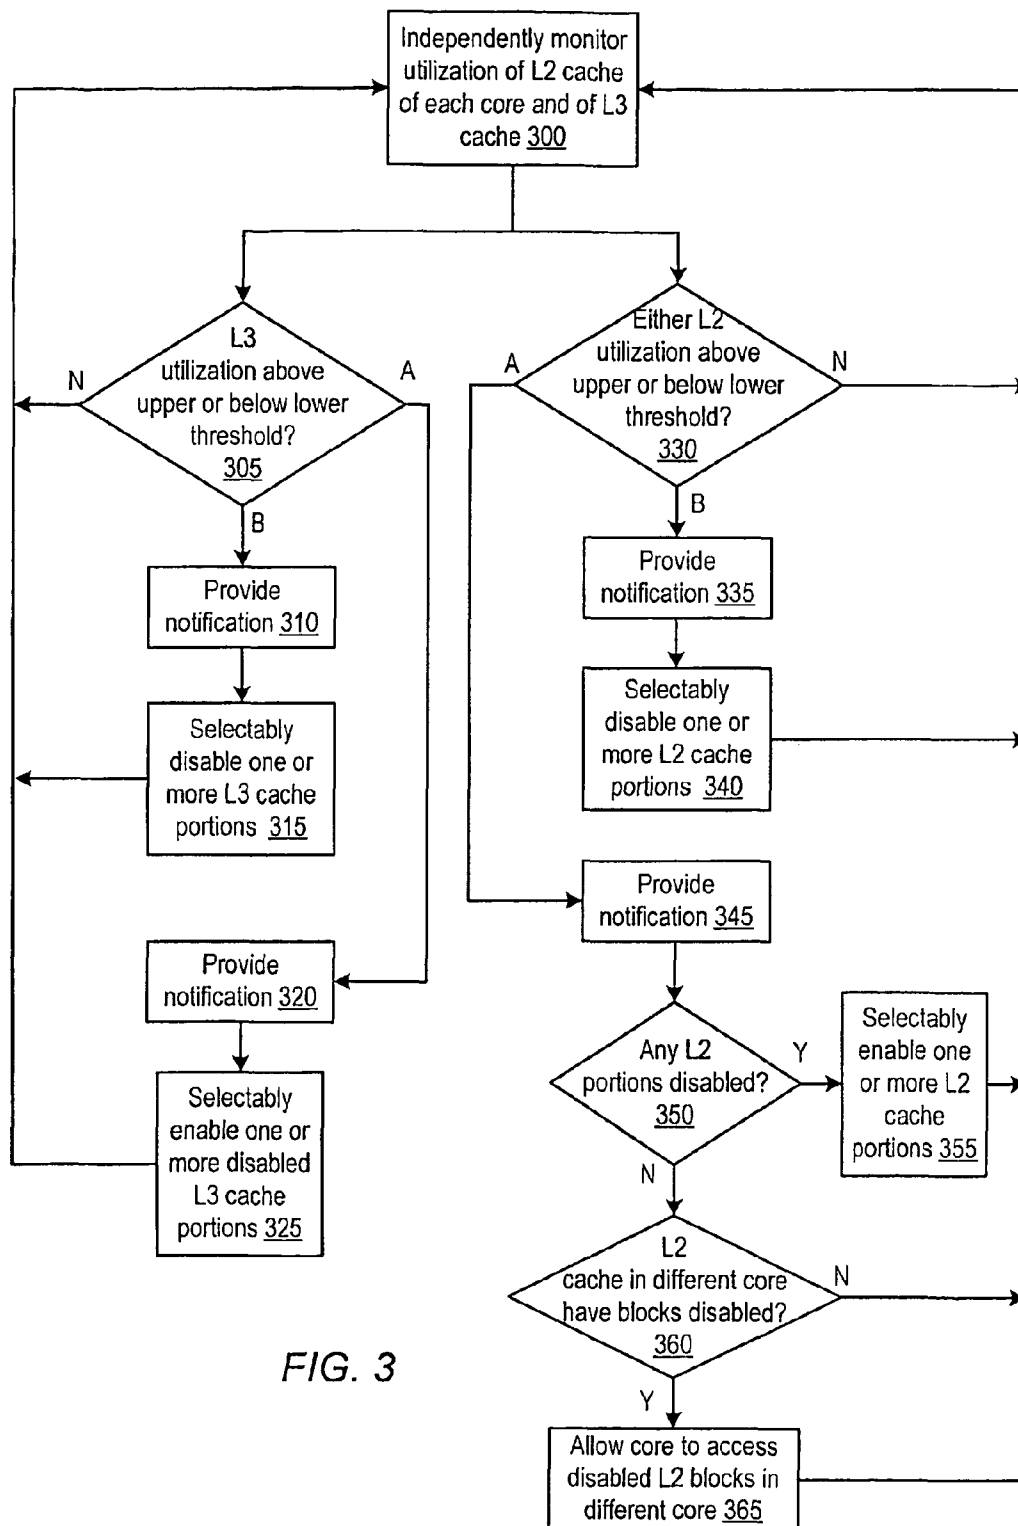 Independently monitor
utilization of L2 cache
of each core and of L3
cache 300
L3
utilization above
upper or below lower
threshold?
305
N
A
B
Provide
notification 310
Selectably
disable one or
more L3 cache
portions 315
Provide
notification 320
Selectably
enable one or
more disabled
L3 cache
portions 325
Either L2
utilization above
upper or below lower
threshold?
330
A
N
B
Provide
notification 335
Selectably
disable one or
more L2 cache
portions 340
Provide
notification 345
Any L2
portions disabled?
350
Y
N
Selectably
enable one
or more L2
cache
portions 355
L2
cache in different core
have blocks disabled?
360
N
Y
Allow core to access
disabled L2 blocks in
different core 365
FIG. 3